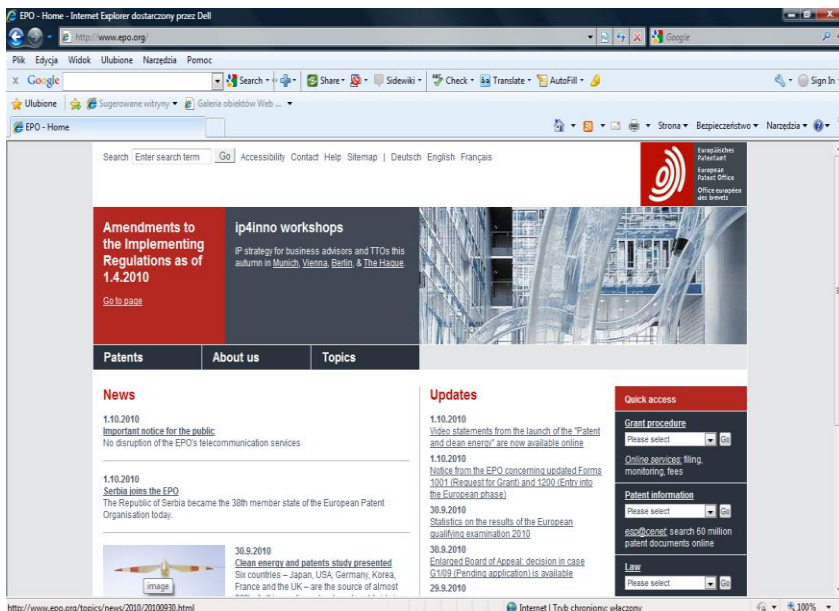 EPO - Home - Internet Explorer dostarczony przez Dell
http://www.epo.org/
Google
Plik Edycja Widok Ulubione Narzędzia Pomoc
x Google Search Share Sidewiki Check Translate AutoFill Sign In
Ulubione Sugerowane witryny Galeria obiektów Web ...
EPO - Home
Strona Bezpieczeństwo Narzędzia
Search Enter search term Go Accessibility Contact Help Sitemap | Deutsch English Français
Europäisches
Patentamt
European
Patent Office
Office européen
des brevets
Amendments to
the Implementing
Regulations as of
1.4.2010
Go to page
ip4inno workshops
IP strategy for business advisors and TTOs this
autumn in Munich, Vienna, Berlin, & The Hague.
Patents About us Topics
News
1.10.2010
Important notice for the public
No disruption of the EPO's telecommunication services
1.10.2010
Serbia joins the EPO
The Republic of Serbia became the 38th member state of the European Patent
Organisation today.
image
30.9.2010
Clean energy and patents study presented
Six countries – Japan, USA, Germany, Korea,
France and the UK – are the source of almost
Updates
1.10.2010
Video statements from the launch of the "Patent
and clean energy" are now available online
1.10.2010
Notice from the EPO concerning updated Forms
1001 (Request for Grant) and 1200 (Entry into
the European phase)
30.9.2010
Statistics on the results of the European
qualifying examination 2010
30.9.2010
Enlarged Board of Appeal: decision in case
G1/09 (Pending application) is available
29.9.2010
Quick access
Grant procedure
Please select Go
Online services: filing,
monitoring, fees
Patent information
Please select Go
esp@cenet: search 60 million
patent documents online
Law
Please select Go
http://www.epo.org/topics/news/2010/20100930.html
Internet | Tryb chroniony: włączony
100%